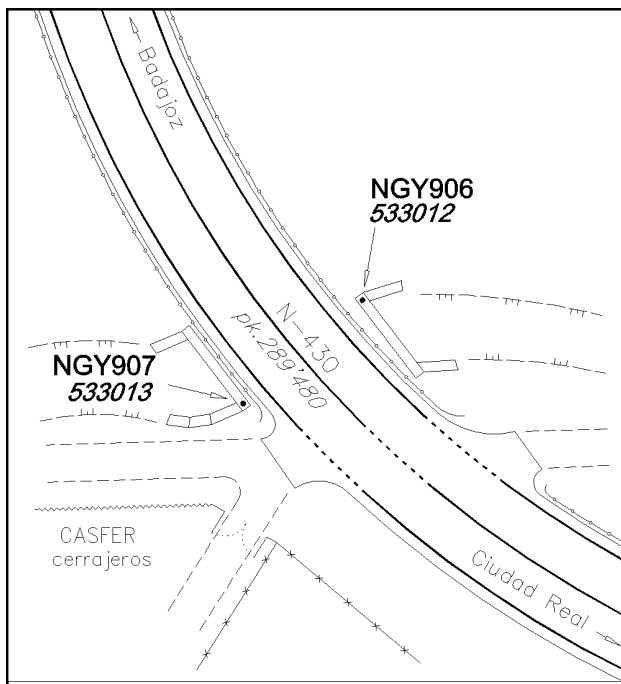 Badajoz
NGY906
533012
N-430
pk.289'480
NGY907
533013
CASFER
cerrajeros
Ciudad Real